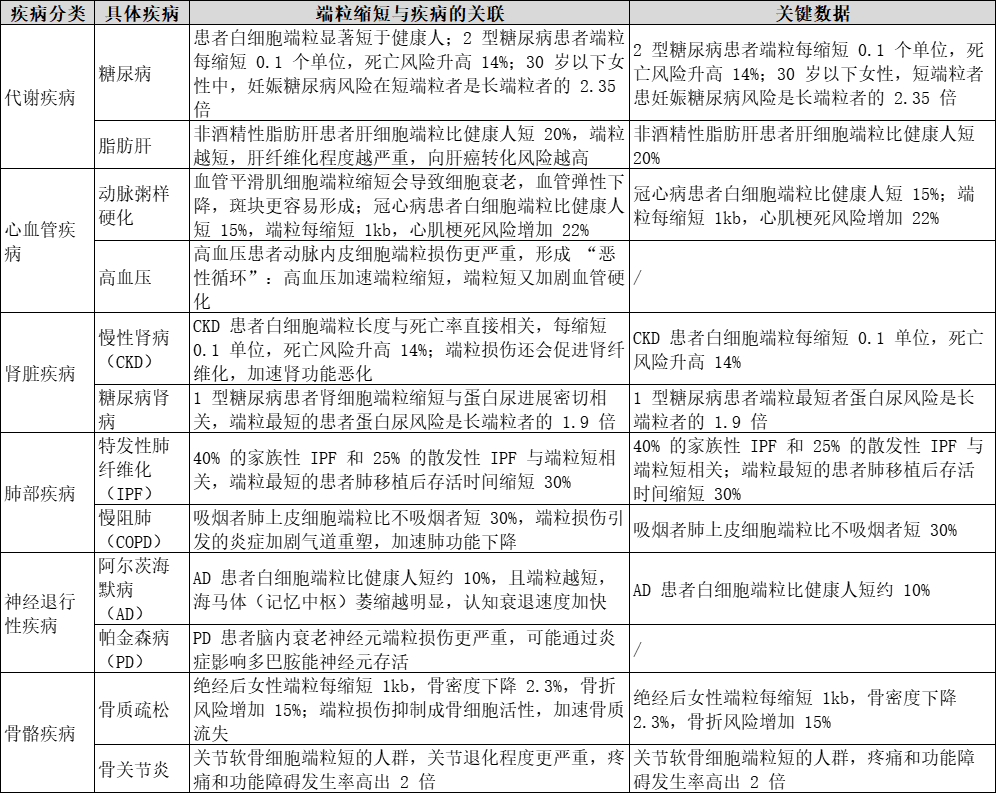 疾病分类 具体疾病 端粒缩短与疾病的关联 关键数据
代谢疾病
糖尿病
患者白细胞端粒显著短于健康人；2 型糖尿病患者端粒
每缩短 0.1 个单位，死亡风险升高 14%；30 岁以下女
性中，妊娠糖尿病风险在短端粒者是长端粒者的 2.35
倍
2 型糖尿病患者端粒每缩短 0.1 个单位，死
亡风险升高 14%；30 岁以下女性，短端粒者
患妊娠糖尿病风险是长端粒者的 2.35 倍
脂肪肝
非酒精性脂肪肝患者肝细胞端粒比健康人短 20%，端粒
越短，肝纤维化程度越严重，向肝癌转化风险越高
非酒精性脂肪肝患者肝细胞端粒比健康人短
20%
心血管疾
病
动脉粥样
硬化
血管平滑肌细胞端粒缩短会导致细胞衰老，血管弹性下
降，斑块更容易形成；冠心病患者白细胞端粒比健康人
短 15%，端粒每缩短 1kb，心肌梗死风险增加 22%
冠心病患者白细胞端粒比健康人短 15%；端
粒每缩短 1kb，心肌梗死风险增加 22%
高血压
高血压患者动脉内皮细胞端粒损伤更严重，形成 “恶
性循环”：高血压加速端粒缩短，端粒短又加剧血管硬
化
/
肾脏疾病
慢性肾病
（CKD）
CKD 患者白细胞端粒长度与死亡率直接相关，每缩短
0.1 单位，死亡风险升高 14%；端粒损伤还会促进肾纤
维化，加速肾功能恶化
CKD 患者白细胞端粒每缩短 0.1 单位，死亡
风险升高 14%
糖尿病肾
病
1 型糖尿病患者肾细胞端粒缩短与蛋白尿进展密切相
关，端粒最短的患者蛋白尿风险是长端粒者的 1.9 倍
1 型糖尿病患者端粒最短者蛋白尿风险是长
端粒者的 1.9 倍
肺部疾病
特发性肺
纤维化
（IPF）
40% 的家族性 IPF 和 25% 的散发性 IPF 与端粒短相
关，端粒最短的患者肺移植后存活时间缩短 30%
40% 的家族性 IPF 和 25% 的散发性 IPF 与
端粒短相关；端粒最短的患者肺移植后存活
时间缩短 30%
慢阻肺
（COPD）
吸烟者肺上皮细胞端粒比不吸烟者短 30%，端粒损伤引
发的炎症加剧气道重塑，加速肺功能下降
吸烟者肺上皮细胞端粒比不吸烟者短 30%
神经退行
性疾病
阿尔茨海
默病
（AD）
AD 患者白细胞端粒比健康人短约 10%，且端粒越短，
海马体（记忆中枢）萎缩越明显，认知衰退速度加快
AD 患者白细胞端粒比健康人短约 10%
帕金森病
（PD）
PD 患者脑内衰老神经元端粒损伤更严重，可能通过炎
症影响多巴胺能神经元存活
/
骨骼疾病
骨质疏松
绝经后女性端粒每缩短 1kb，骨密度下降 2.3%，骨折
风险增加 15%；端粒损伤抑制成骨细胞活性，加速骨质
流失
绝经后女性端粒每缩短 1kb，骨密度下降
2.3%，骨折风险增加 15%
骨关节炎
关节软骨细胞端粒短的人群，关节退化程度更严重，疼
痛和功能障碍发生率高出 2 倍
关节软骨细胞端粒短的人群，疼痛和功能障
碍发生率高出 2 倍